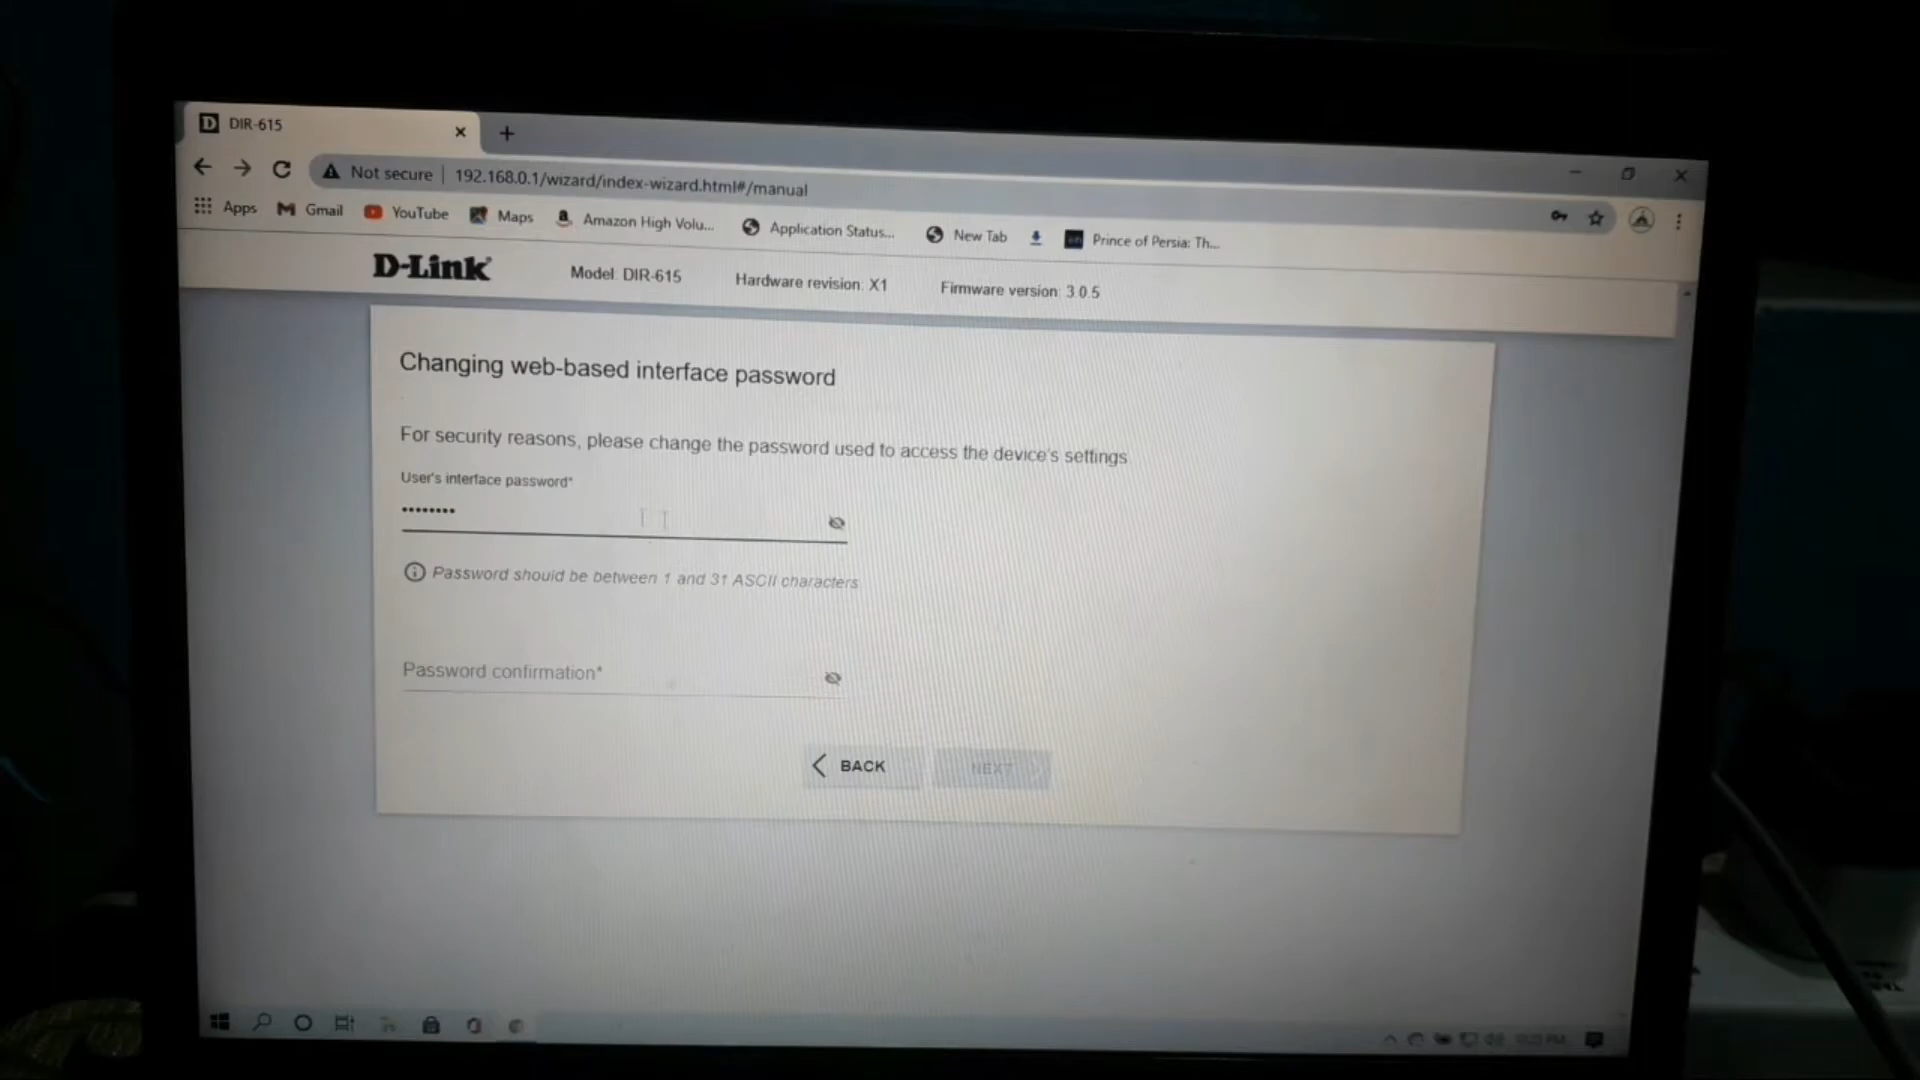 DIR-615
Not secure | 192.168.0.1/wizard/index-wizard.html#/manual
Apps Gmail YouTube Maps Amazon High Volu... Application Status... New Tab Prince of Persia: Th...
D-Link Model: DIR-615 Hardware revision: X1 Firmware version: 3.0.5
Changing web-based interface password
For security reasons, please change the password used to access the device's settings
User's interface password*
••••••••
Password should be between 1 and 31 ASCII characters
Password confirmation*
BACK NEXT